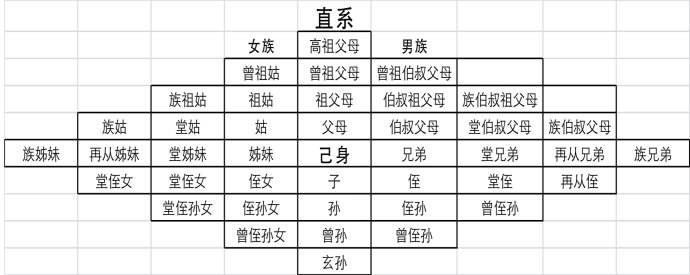 直系
女族 高祖父母 男族
曾祖姑 曾祖父母 曾祖伯叔父母
族祖姑 祖姑 祖父母 伯叔祖父母 族伯叔祖父母
族姑 堂姑 姑 父母 伯叔父母 堂伯叔父母 族伯叔父母
族姊妹 再从姊妹 堂姊妹 姊妹 己身 兄弟 堂兄弟 再从兄弟 族兄弟
堂侄女 堂侄女 侄女 子 侄 堂侄 再从侄
堂侄孙女 侄孙女 孙 侄孙 曾侄孙
曾侄孙女 曾孙 曾侄孙
玄孙